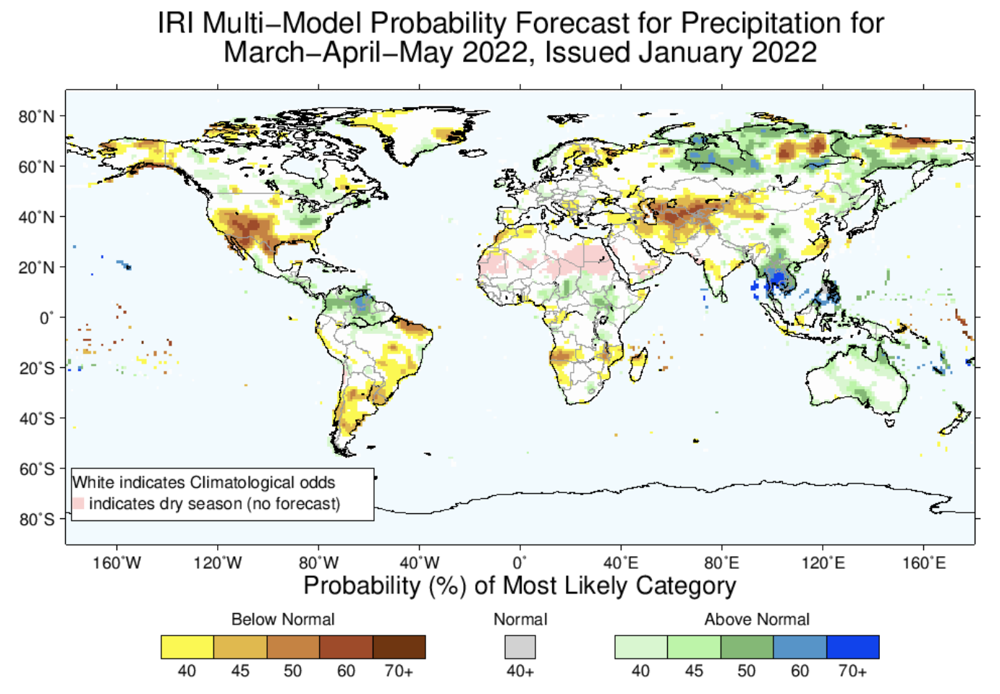 IRI Multi−Model Probability Forecast for Precipitation for
March−April−May 2022, Issued January 2022
80˚N
60˚N
40˚N
20˚N
0˚
20˚S
40˚S
60˚S
80˚S
White indicates Climatological odds
indicates dry season (no forecast)
160˚W 120˚W 80˚W 40˚W 0˚ 40˚E 80˚E 120˚E 160˚E
Probability (%) of Most Likely Category
Below Normal Normal Above Normal
40 45 50 60 70+ 40+ 40 45 50 60 70+